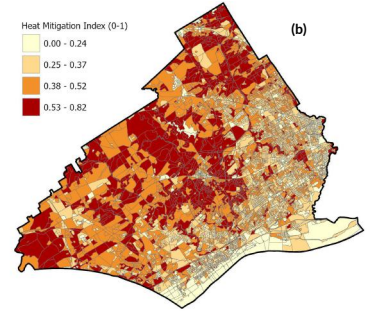 Heat Mitigation Index (0-1)
(b)
0.00 - 0.24
0.25 - 0.37
0.38 - 0.52
0.53 - 0.82